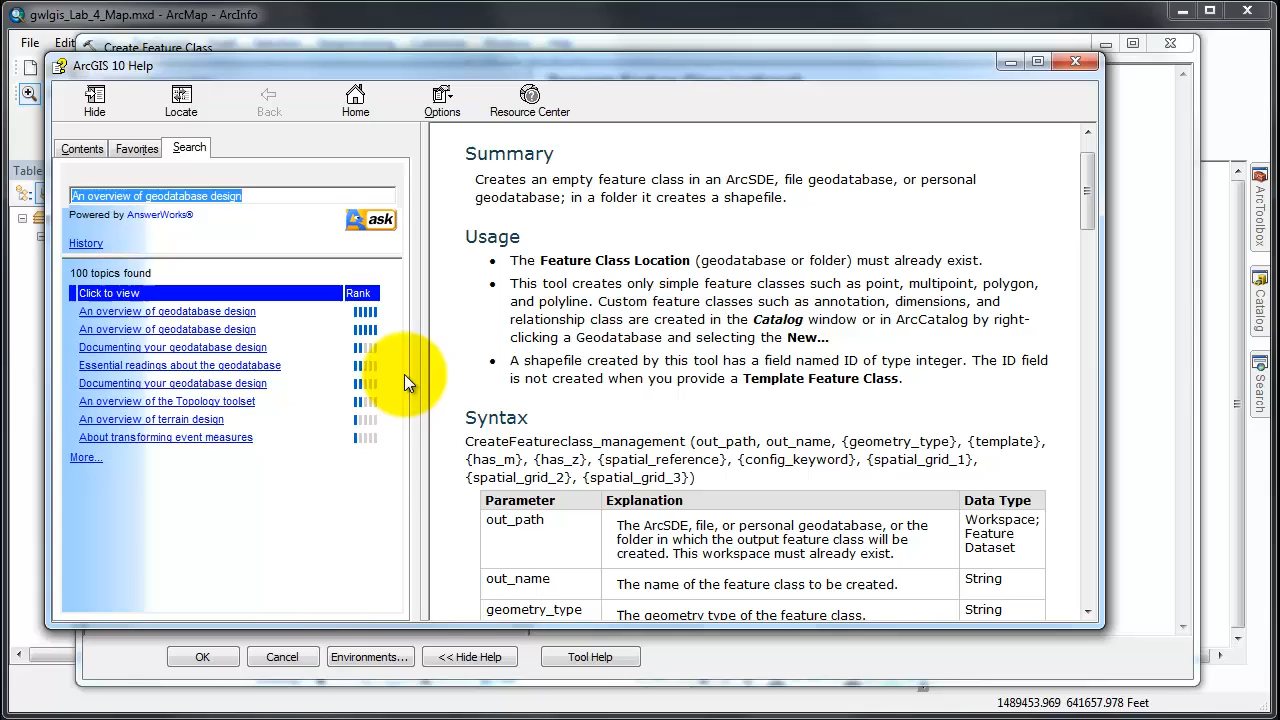 gwlgis_Lab_4_Map.mxd - ArcMap - ArcInfo
File Edit
Create Feature Class
ArcGIS 10 Help
Hide Locate Back Home Options Resource Center
Contents Favorites Search
An overview of geodatabase design
Powered by AnswerWorks®
ask
History
100 topics found
Click to view Rank
An overview of geodatabase design
An overview of geodatabase design
Documenting your geodatabase design
Essential readings about the geodatabase
Documenting your geodatabase design
An overview of the Topology toolset
An overview of terrain design
About transforming event measures
More...
Summary
Creates an empty feature class in an ArcSDE, file geodatabase, or personal
geodatabase; in a folder it creates a shapefile.
Usage
• The Feature Class Location (geodatabase or folder) must already exist.
• This tool creates only simple feature classes such as point, multipoint, polygon,
and polyline. Custom feature classes such as annotation, dimensions, and
relationship class are created in the Catalog window or in ArcCatalog by right-
clicking a Geodatabase and selecting the New...
• A shapefile created by this tool has a field named ID of type integer. The ID field
is not created when you provide a Template Feature Class.
Syntax
CreateFeatureclass_management (out_path, out_name, {geometry_type}, {template},
{has_m}, {has_z}, {spatial_reference}, {config_keyword}, {spatial_grid_1},
{spatial_grid_2}, {spatial_grid_3})
Parameter Explanation Data Type
out_path The ArcSDE, file, or personal geodatabase, or the
folder in which the output feature class will be
created. This workspace must already exist.
Workspace;
Feature
Dataset
out_name The name of the feature class to be created. String
geometry_type The geometry type of the feature class. String
Table
ArcToolbox
Catalog
Search
OK Cancel Environments... << Hide Help Tool Help
1489453.969 641657.978 Feet